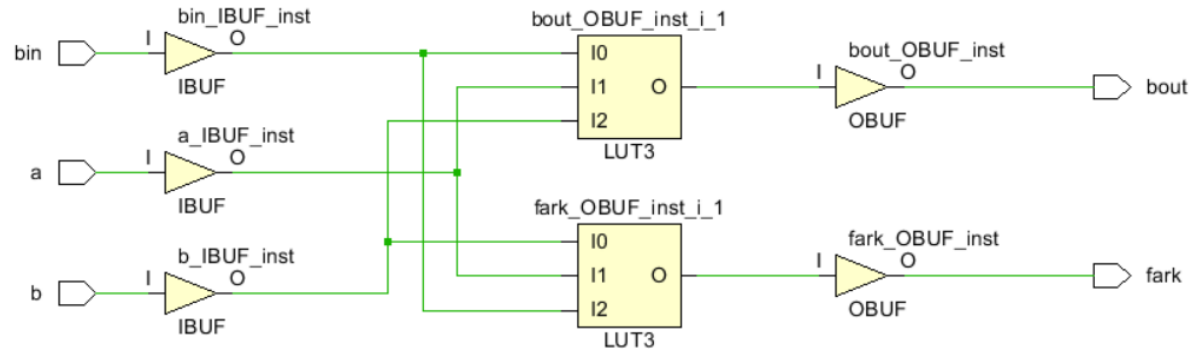 bin_IBUF_inst
bin
I
O
IBUF
bout_OBUF_inst_i_1
I0
I1
I2
O
LUT3
bout_OBUF_inst
I
O
OBUF
bout
a_IBUF_inst
a
I
O
IBUF
fark_OBUF_inst_i_1
I0
I1
I2
O
LUT3
fark_OBUF_inst
I
O
OBUF
fark
b_IBUF_inst
b
I
O
IBUF